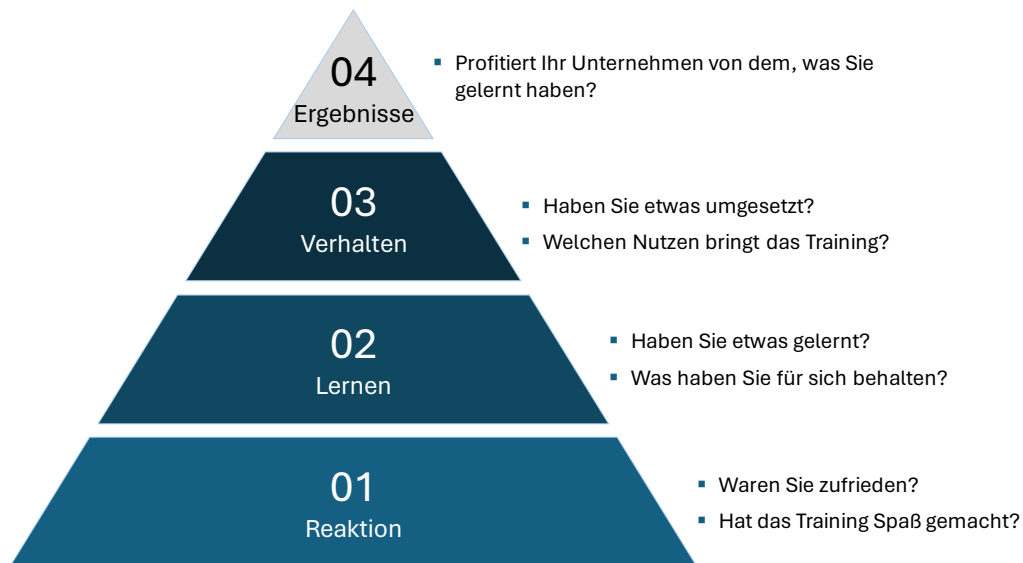 04
Ergebnisse
▪ Profitiert Ihr Unternehmen von dem, was Sie
gelernt haben?
03
Verhalten
▪ Haben Sie etwas umgesetzt?
▪ Welchen Nutzen bringt das Training?
02
Lernen
▪ Haben Sie etwas gelernt?
▪ Was haben Sie für sich behalten?
01
Reaktion
▪ Waren Sie zufrieden?
▪ Hat das Training Spaß gemacht?